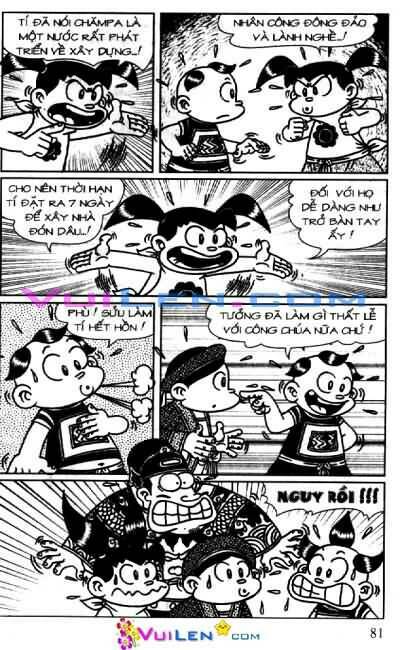 TÍ ĐÃ NÓI CHĂMPA LÀ
MỘT NƯỚC RẤT PHÁT
TRIỂN VỀ XÂY DỰNG..!
NHÂN CÔNG ĐÔNG ĐẢO
VÀ LÀNH NGHỀ..!
CHO NÊN THỜI HẠN
TÍ ĐẶT RA 7 NGÀY
ĐỂ XÂY NHÀ
ĐÓN DÂU..!
ĐỐI VỚI HỌ
DỄ DÀNG NHƯ
TRỞ BÀN TAY
ẤY !
VuiLen.com
PHÙ ! SỬU LÀM
TÍ HẾT HỒN !
TƯỞNG ĐÃ LÀM GÌ THẤT LỄ
VỚI CÔNG CHÚA NỮA CHỨ !
NGUY RỒI !!!
VuiLen.com
81